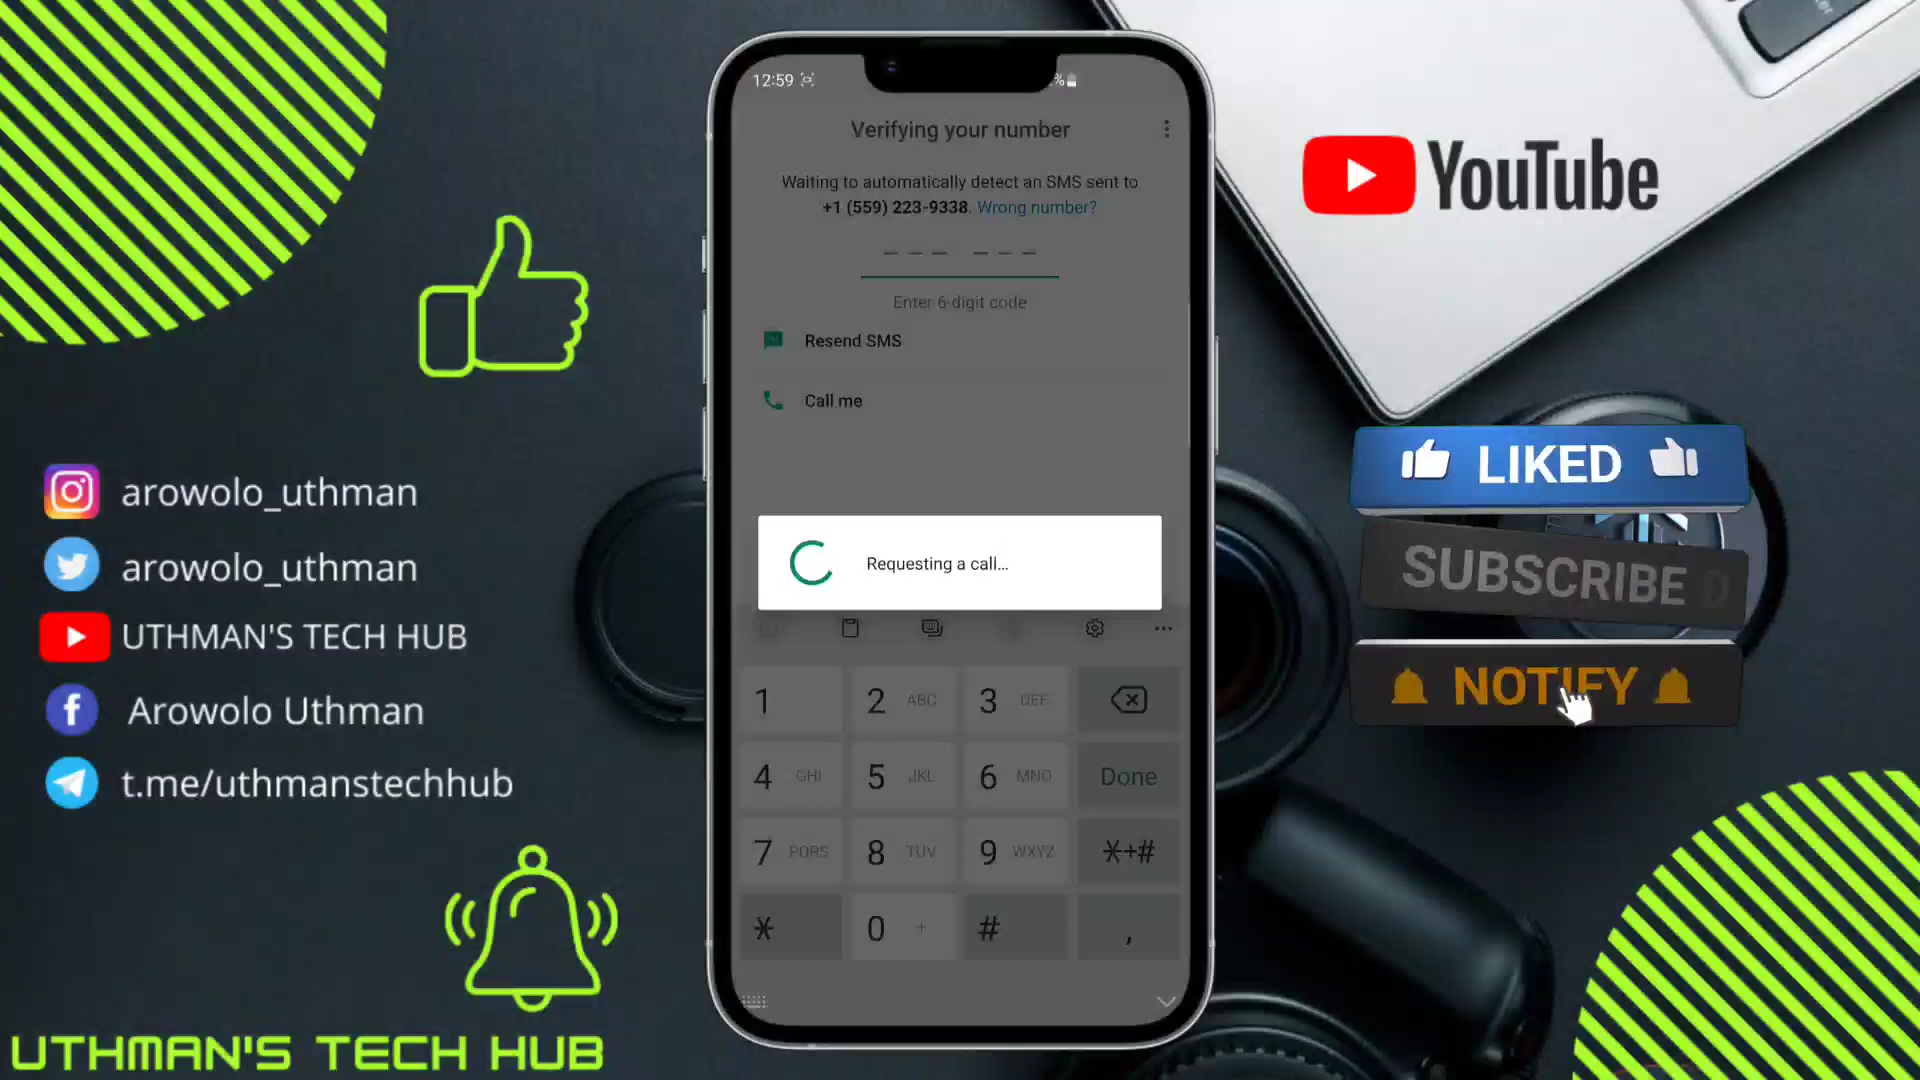 12:59
%
Verifying your number
Waiting to automatically detect an SMS sent to
+1 (559) 223-9338. Wrong number?
Enter 6-digit code
Resend SMS
Call me
Requesting a call...
1
2 ABC
3 DEF
4 GHI
5 JKL
6 MNO
Done
7 PQRS
8 TUV
9 WXYZ
*+#
*
0 +
#
,
arowolo_uthman
arowolo_uthman
UTHMAN'S TECH HUB
Arowolo Uthman
t.me/uthmanstechhub
UTHMAN'S TECH HUB
YouTube
LIKED
SUBSCRIBE D
NOTIFY